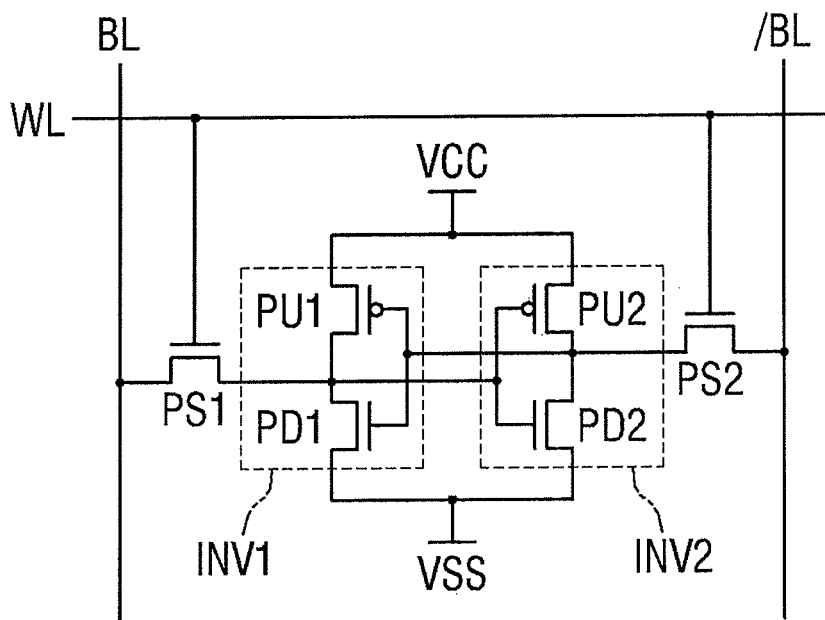 BL
/BL
WL
VCC
PU1
PU2
PS1
PS2
PD1
PD2
INV1
VSS
INV2